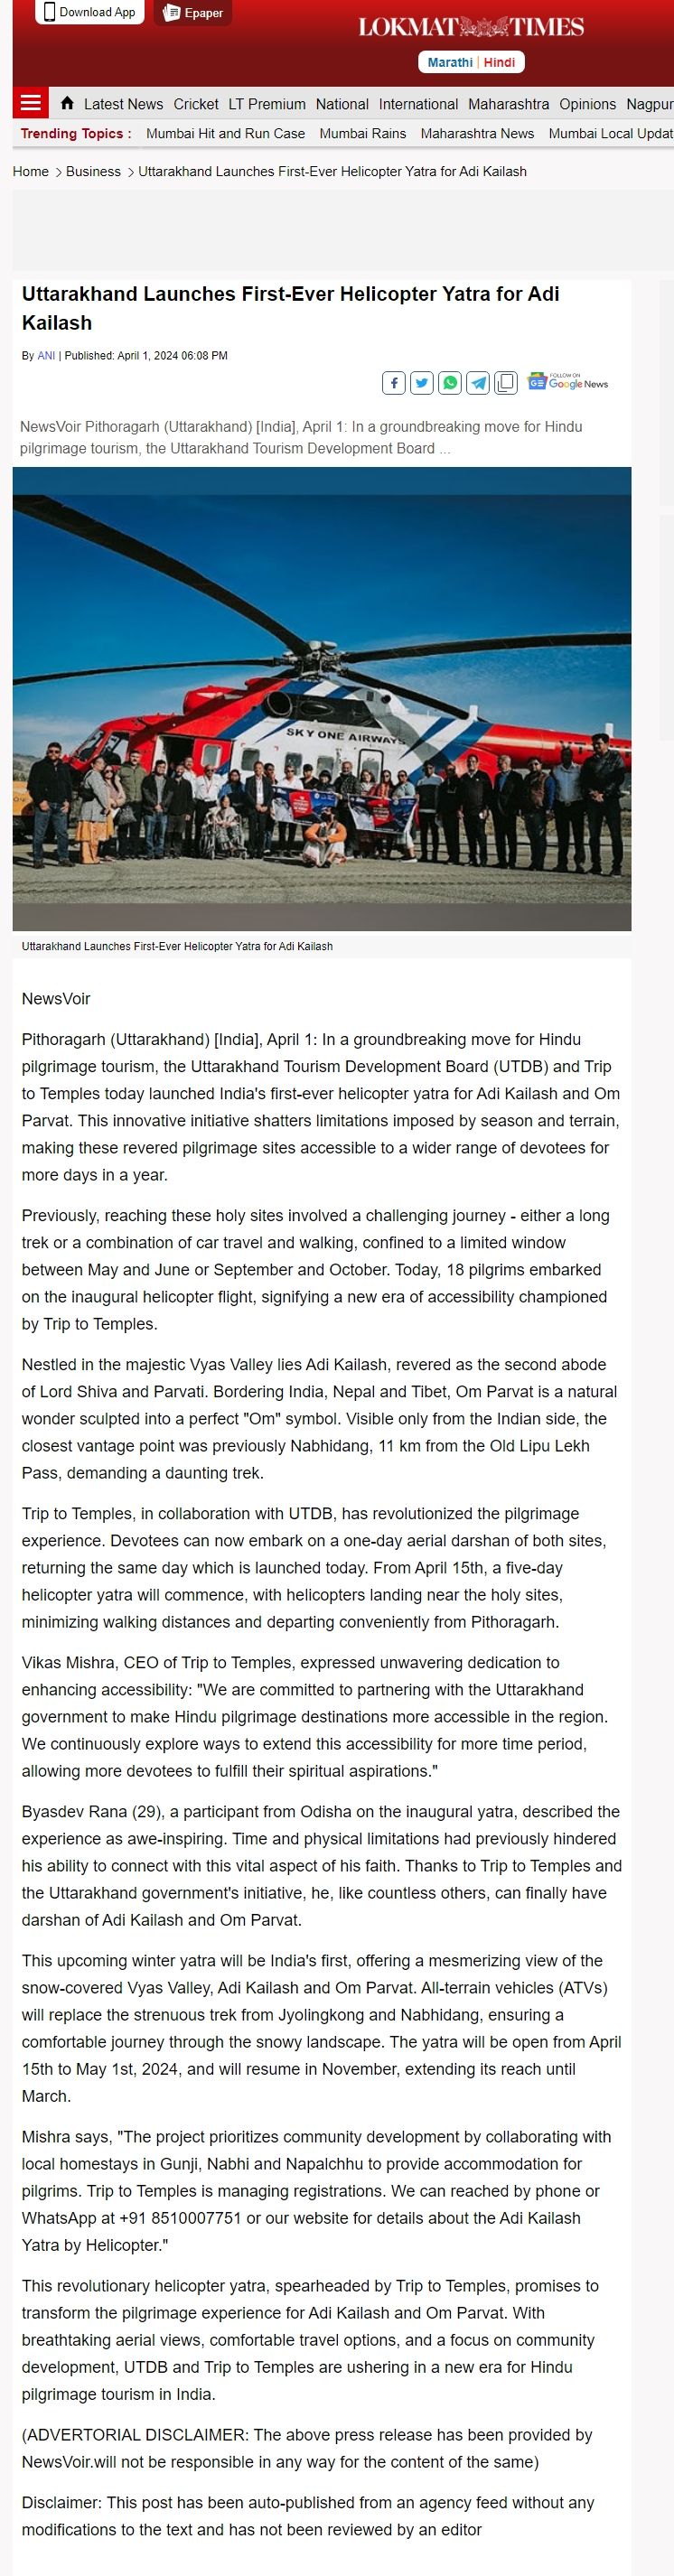 Download App
Epaper
LOKMAT TIMES
Marathi | Hindi
Latest News Cricket LT Premium National International Maharashtra Opinions Nagpur
Trending Topics : Mumbai Hit and Run Case Mumbai Rains Maharashtra News Mumbai Local Updat
Home > Business > Uttarakhand Launches First-Ever Helicopter Yatra for Adi Kailash
Uttarakhand Launches First-Ever Helicopter Yatra for Adi
Kailash
By ANI | Published: April 1, 2024 06:08 PM
FOLLOW ON
Google News
NewsVoir Pithoragarh (Uttarakhand) [India], April 1: In a groundbreaking move for Hindu
pilgrimage tourism, the Uttarakhand Tourism Development Board ...
SKY ONE AIRWAYS
Uttarakhand Launches First-Ever Helicopter Yatra for Adi Kailash
NewsVoir
Pithoragarh (Uttarakhand) [India], April 1: In a groundbreaking move for Hindu
pilgrimage tourism, the Uttarakhand Tourism Development Board (UTDB) and Trip
to Temples today launched India's first-ever helicopter yatra for Adi Kailash and Om
Parvat. This innovative initiative shatters limitations imposed by season and terrain,
making these revered pilgrimage sites accessible to a wider range of devotees for
more days in a year.
Previously, reaching these holy sites involved a challenging journey - either a long
trek or a combination of car travel and walking, confined to a limited window
between May and June or September and October. Today, 18 pilgrims embarked
on the inaugural helicopter flight, signifying a new era of accessibility championed
by Trip to Temples.
Nestled in the majestic Vyas Valley lies Adi Kailash, revered as the second abode
of Lord Shiva and Parvati. Bordering India, Nepal and Tibet, Om Parvat is a natural
wonder sculpted into a perfect "Om" symbol. Visible only from the Indian side, the
closest vantage point was previously Nabhidang, 11 km from the Old Lipu Lekh
Pass, demanding a daunting trek.
Trip to Temples, in collaboration with UTDB, has revolutionized the pilgrimage
experience. Devotees can now embark on a one-day aerial darshan of both sites,
returning the same day which is launched today. From April 15th, a five-day
helicopter yatra will commence, with helicopters landing near the holy sites,
minimizing walking distances and departing conveniently from Pithoragarh.
Vikas Mishra, CEO of Trip to Temples, expressed unwavering dedication to
enhancing accessibility: "We are committed to partnering with the Uttarakhand
government to make Hindu pilgrimage destinations more accessible in the region.
We continuously explore ways to extend this accessibility for more time period,
allowing more devotees to fulfill their spiritual aspirations."
Byasdev Rana (29), a participant from Odisha on the inaugural yatra, described the
experience as awe-inspiring. Time and physical limitations had previously hindered
his ability to connect with this vital aspect of his faith. Thanks to Trip to Temples and
the Uttarakhand government's initiative, he, like countless others, can finally have
darshan of Adi Kailash and Om Parvat.
This upcoming winter yatra will be India's first, offering a mesmerizing view of the
snow-covered Vyas Valley, Adi Kailash and Om Parvat. All-terrain vehicles (ATVs)
will replace the strenuous trek from Jyolingkong and Nabhidang, ensuring a
comfortable journey through the snowy landscape. The yatra will be open from April
15th to May 1st, 2024, and will resume in November, extending its reach until
March.
Mishra says, "The project prioritizes community development by collaborating with
local homestays in Gunji, Nabhi and Napalchhu to provide accommodation for
pilgrims. Trip to Temples is managing registrations. We can reached by phone or
WhatsApp at +91 8510007751 or our website for details about the Adi Kailash
Yatra by Helicopter."
This revolutionary helicopter yatra, spearheaded by Trip to Temples, promises to
transform the pilgrimage experience for Adi Kailash and Om Parvat. With
breathtaking aerial views, comfortable travel options, and a focus on community
development, UTDB and Trip to Temples are ushering in a new era for Hindu
pilgrimage tourism in India.
(ADVERTORIAL DISCLAIMER: The above press release has been provided by
NewsVoir.will not be responsible in any way for the content of the same)
Disclaimer: This post has been auto-published from an agency feed without any
modifications to the text and has not been reviewed by an editor